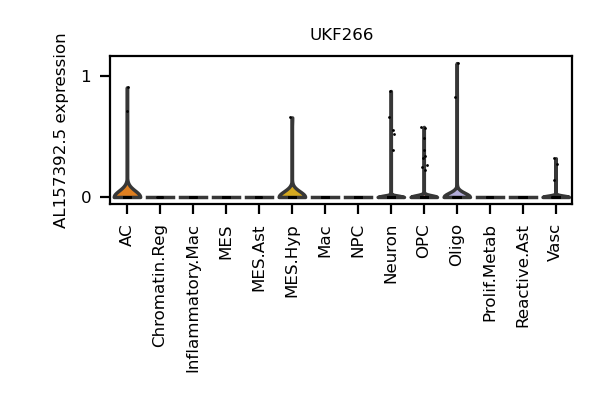 UKF266
AL157392.5 expression
1
0
AC
Chromatin.Reg
Inflammatory.Mac
MES
MES.Ast
MES.Hyp
Mac
NPC
Neuron
OPC
Oligo
Prolif.Metab
Reactive.Ast
Vasc